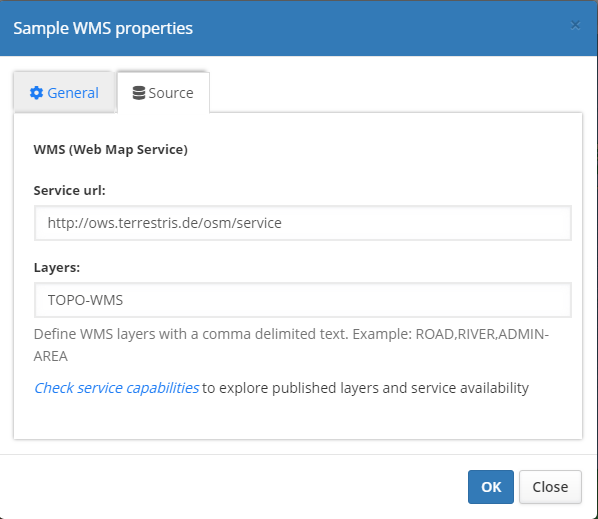 Sample WMS properties
×
General
Source
WMS (Web Map Service)
Service url:
http://ows.terrestris.de/osm/service
Layers:
TOPO-WMS
Define WMS layers with a comma delimited text. Example: ROAD,RIVER,ADMIN-
AREA
Check service capabilities to explore published layers and service availability
OK
Close